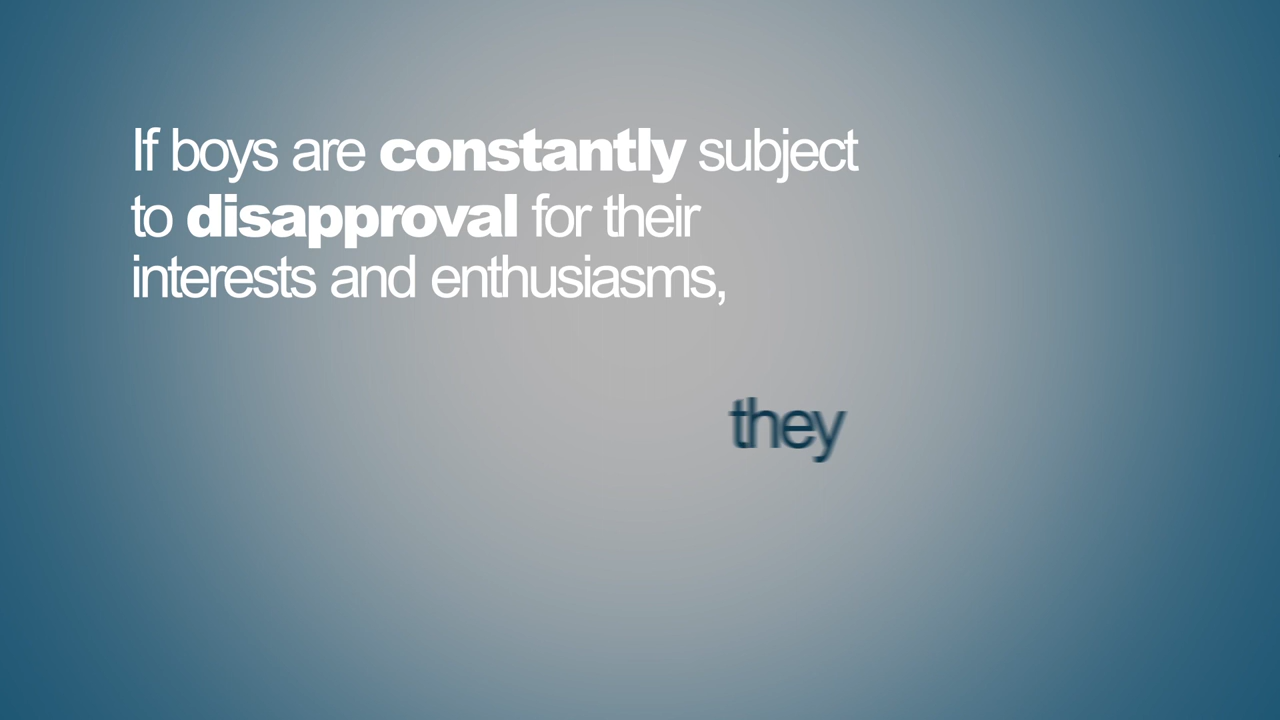 If boys are constantly subject
to disapproval for their
interests and enthusiasms,
they